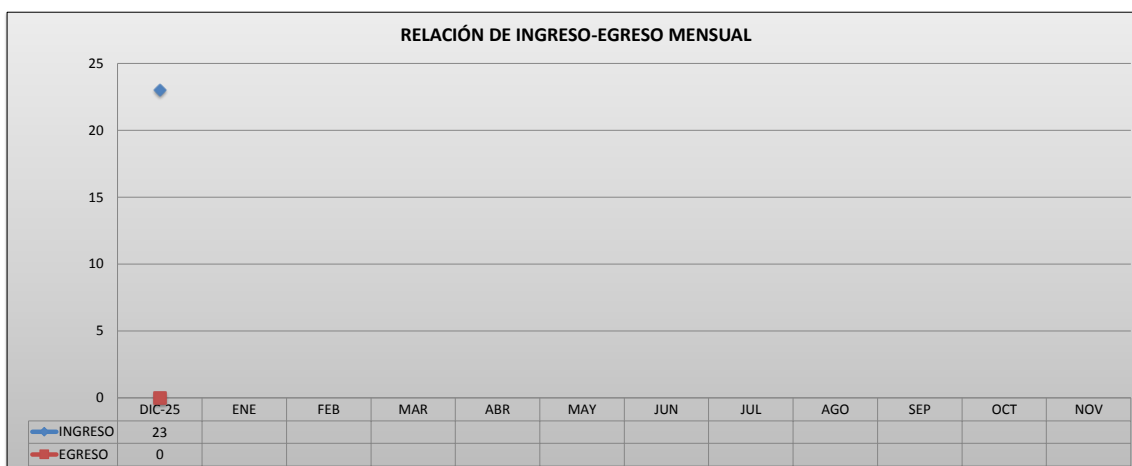 RELACIÓN DE INGRESO-EGRESO MENSUAL
25
20
15
10
5
0
DIC-25 ENE FEB MAR ABR MAY JUN JUL AGO SEP OCT NOV
INGRESO 23
EGRESO 0